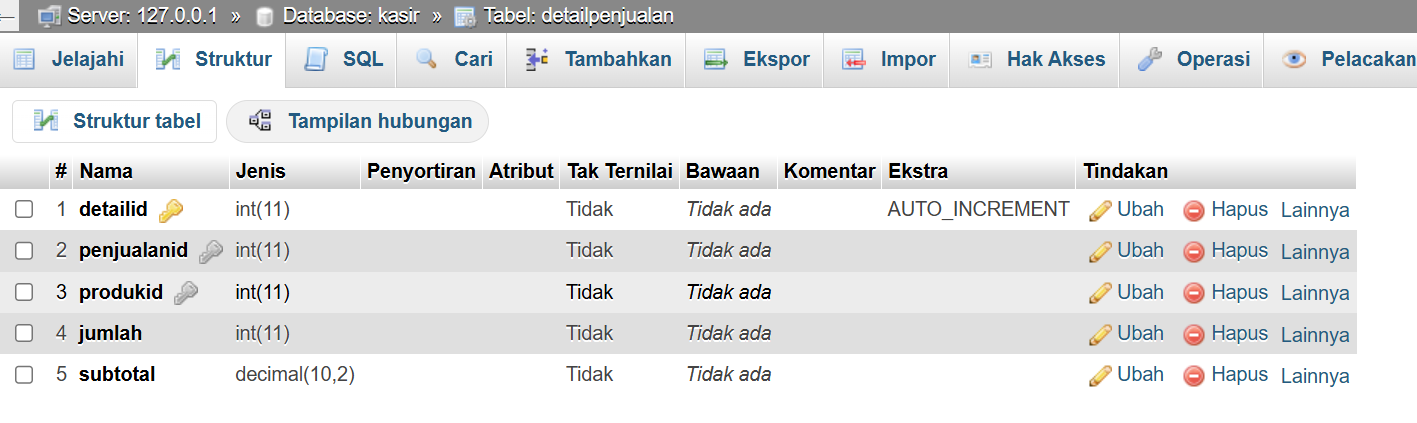 Server: 127.0.0.1 » Database: kasir » Tabel: detailpenjualan
Jelajahi Struktur SQL Cari Tambahkan Ekspor Impor Hak Akses Operasi Pelacakan
Struktur tabel Tampilan hubungan
# Nama Jenis Penyortiran Atribut Tak Ternilai Bawaan Komentar Ekstra Tindakan
1 detailid int(11) Tidak Tidak ada AUTO_INCREMENT Ubah Hapus Lainnya
2 penjualanid int(11) Tidak Tidak ada Ubah Hapus Lainnya
3 produkid int(11) Tidak Tidak ada Ubah Hapus Lainnya
4 jumlah int(11) Tidak Tidak ada Ubah Hapus Lainnya
5 subtotal decimal(10,2) Tidak Tidak ada Ubah Hapus Lainnya